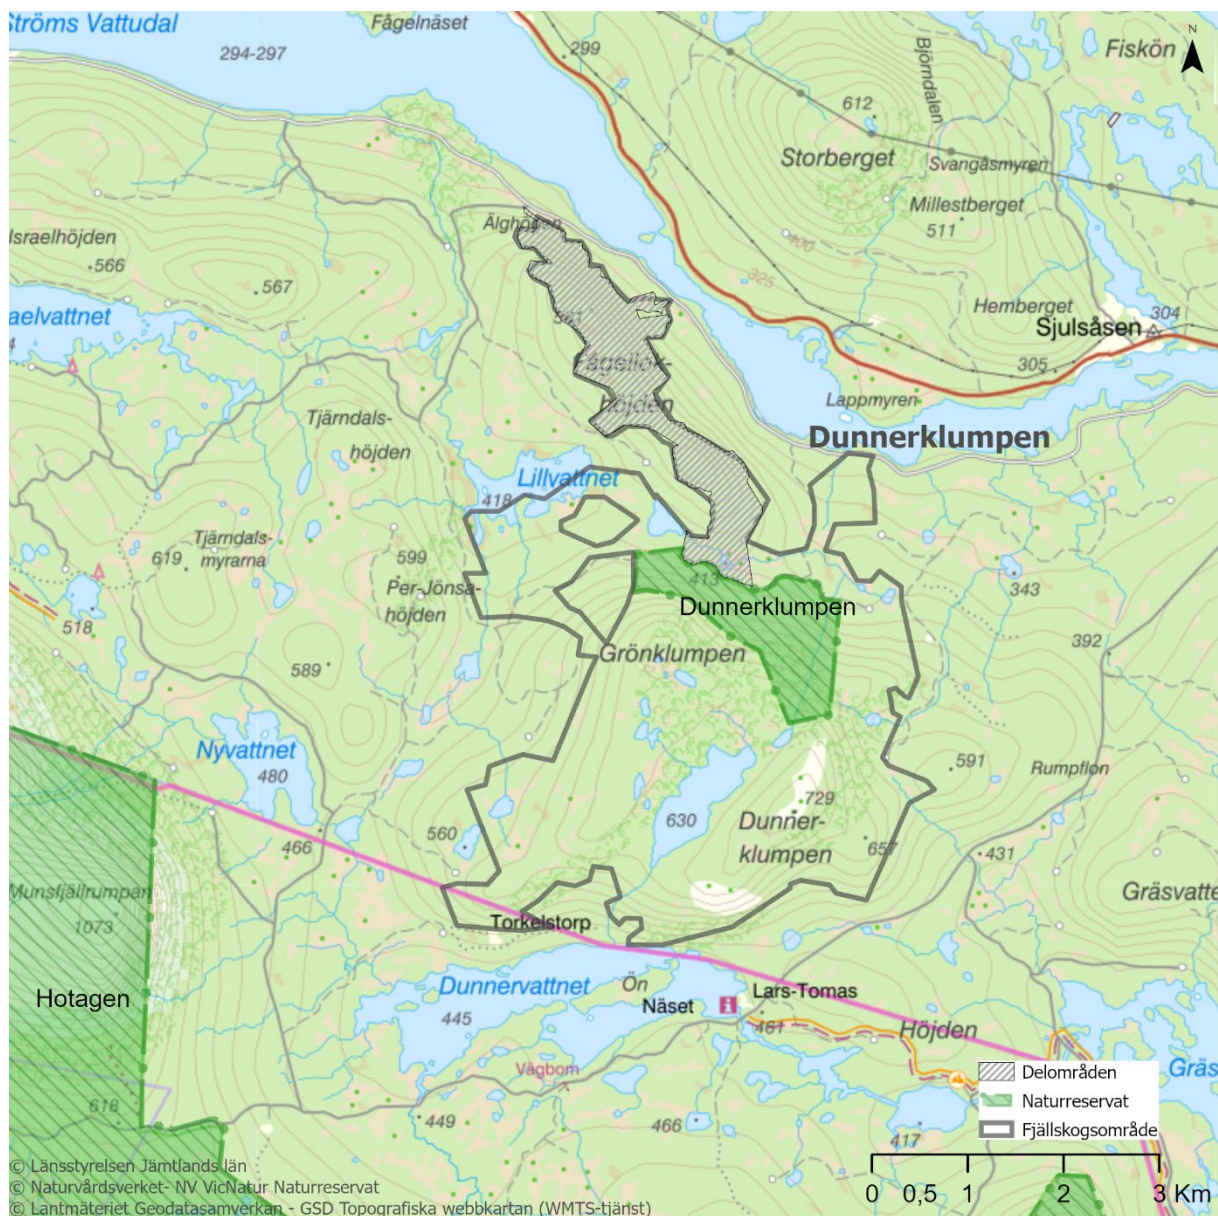 Ströms Vattudal
294-297
Fågelnäset
299
Björndalen
Fiskön
N
612
Storberget
Svangåsmyren
Millestberget
511
Israelhöjden
566
567
Älghöjden
400
325
Hemberget
Sjulsåsen
304
305
aelvattnet
4
höjden
Lappmyren
Dunnerklumpen
Tjärndals-
höjden
Lillvattnet
418
Tjärndals-
myrarna
619
599
Per-Jönsa-
höjden
413
Dunnerklumpen
343
392
518
589
Grönklumpen
Nyvattnet
480
591
Rumpflon
729
630
Dunner-
klumpen
657
560
466
431
Gräsvatte
Munsfjällrumpan
1073
Torkelstorp
Hotagen
Dunnervattnet
Ön
Näset
i
Lars-Tomas
445
461
Höjden
Vägbom
Gräs
618
449
466
417
Delområden
Naturreservat
Fjällskogsområde
© Länsstyrelsen Jämtlands län
© Naturvårdsverket- NV VicNatur Naturreservat
© Lantmäteriet Geodatasamverkan - GSD Topografiska webbkartan (WMTS-tjänst)
0 0,5 1 2 3 Km